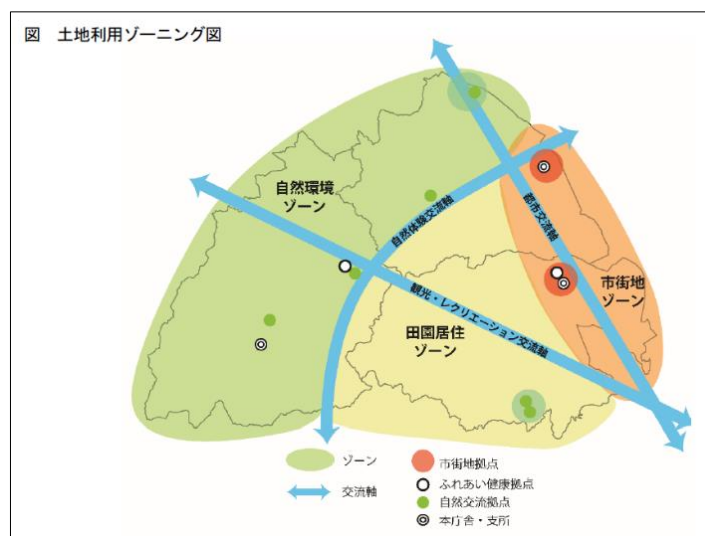 図 土地利用ゾーニング図
自然環境
ゾーン
自然体験交流軸
都市交流軸
市街地
ゾーン
観光・レクリエーション交流軸
田園居住
ゾーン
ゾーン
交流軸
市街地拠点
ふれあい健康拠点
自然交流拠点
本庁舎・支所